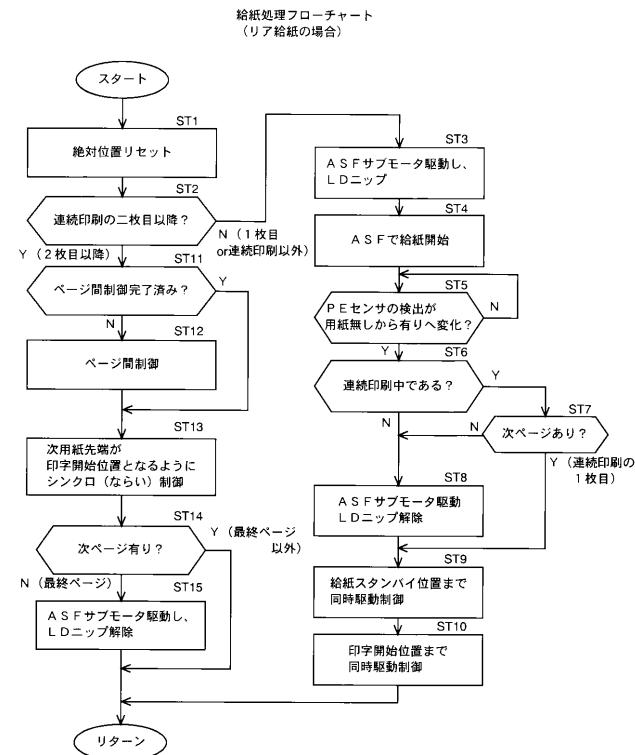 給紙処理フローチャート
（リア給紙の場合）
スタート
ST1
絶対位置リセット
ST2
連続印刷の二枚目以降？
N（1枚目
or連続印刷以外）
Y（2枚目以降）
ST11
ページ間制御完了済み？
Y
N
ST12
ページ間制御
ST13
次用紙先端が
印字開始位置となるように
シンクロ（ならい）制御
ST14
次ページ有り？
Y（最終ページ
以外）
N（最終ページ）
ST15
ASFサブモータ駆動し、
LDニップ解除
リターン
ST3
ASFサブモータ駆動し、
LDニップ
ST4
ASFで給紙開始
ST5
PEセンサの検出が
用紙無しから有りへ変化？
N
Y
ST6
連続印刷中である？
Y
N
ST7
次ページあり？
N
Y（連続印刷の
1枚目）
ST8
ASFサブモータ駆動
LDニップ解除
ST9
給紙スタンバイ位置まで
同時駆動制御
ST10
印字開始位置まで
同時駆動制御